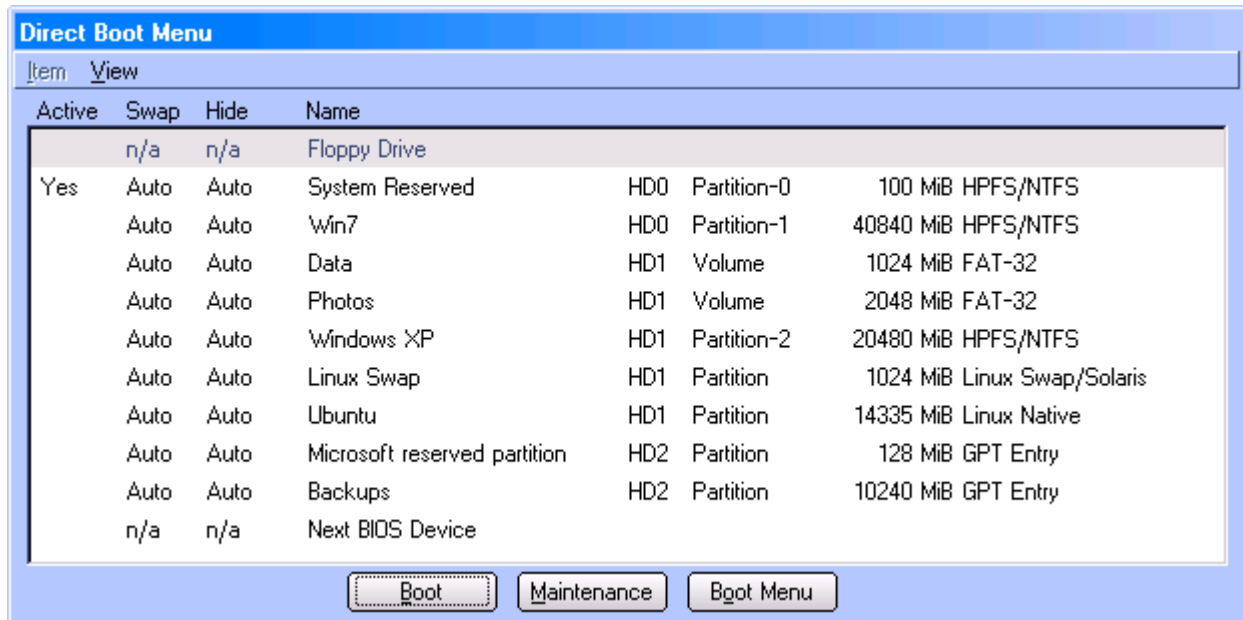 Direct Boot Menu
Item View
Active Swap Hide Name
n/a n/a Floppy Drive
Yes Auto Auto System Reserved HD0 Partition-0 100 MiB HPFS/NTFS
Auto Auto Win7 HD0 Partition-1 40840 MiB HPFS/NTFS
Auto Auto Data HD1 Volume 1024 MiB FAT-32
Auto Auto Photos HD1 Volume 2048 MiB FAT-32
Auto Auto Windows XP HD1 Partition-2 20480 MiB HPFS/NTFS
Auto Auto Linux Swap HD1 Partition 1024 MiB Linux Swap/Solaris
Auto Auto Ubuntu HD1 Partition 14335 MiB Linux Native
Auto Auto Microsoft reserved partition HD2 Partition 128 MiB GPT Entry
Auto Auto Backups HD2 Partition 10240 MiB GPT Entry
n/a n/a Next BIOS Device
Boot Maintenance Boot Menu